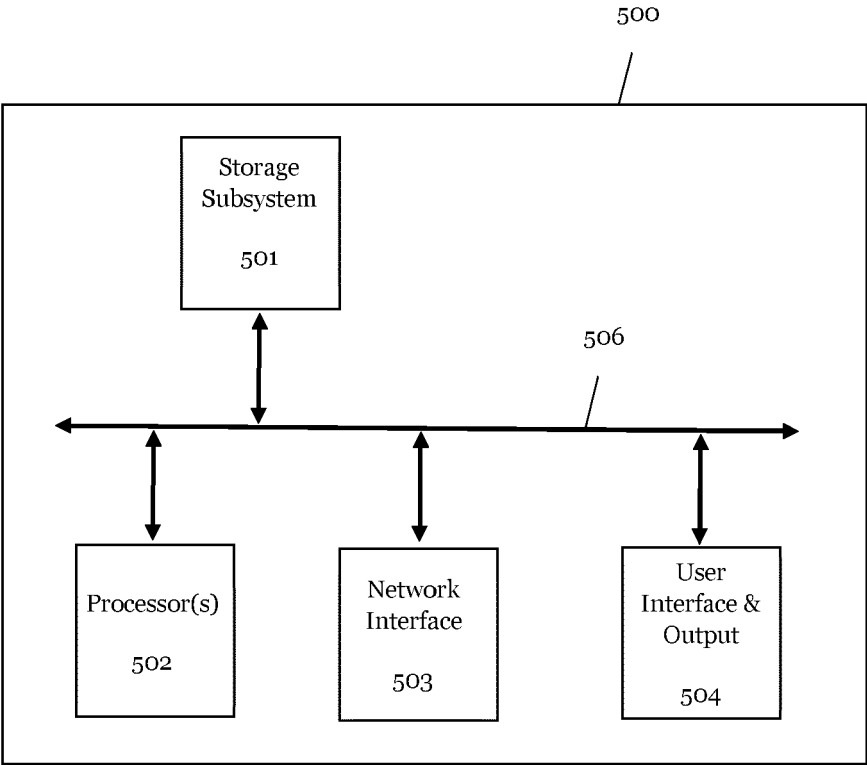 500
Storage
Subsystem
501
506
Processor(s)
502
Network
Interface
503
User
Interface &
Output
504